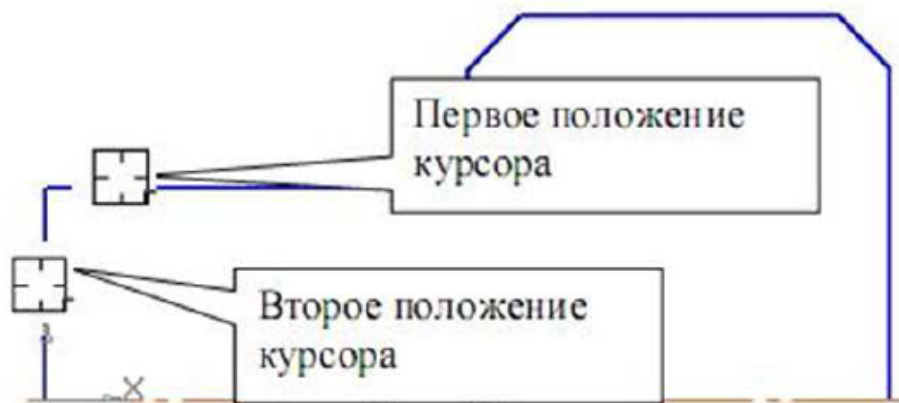 Первое положение
курсора
Второе положение
курсора
X